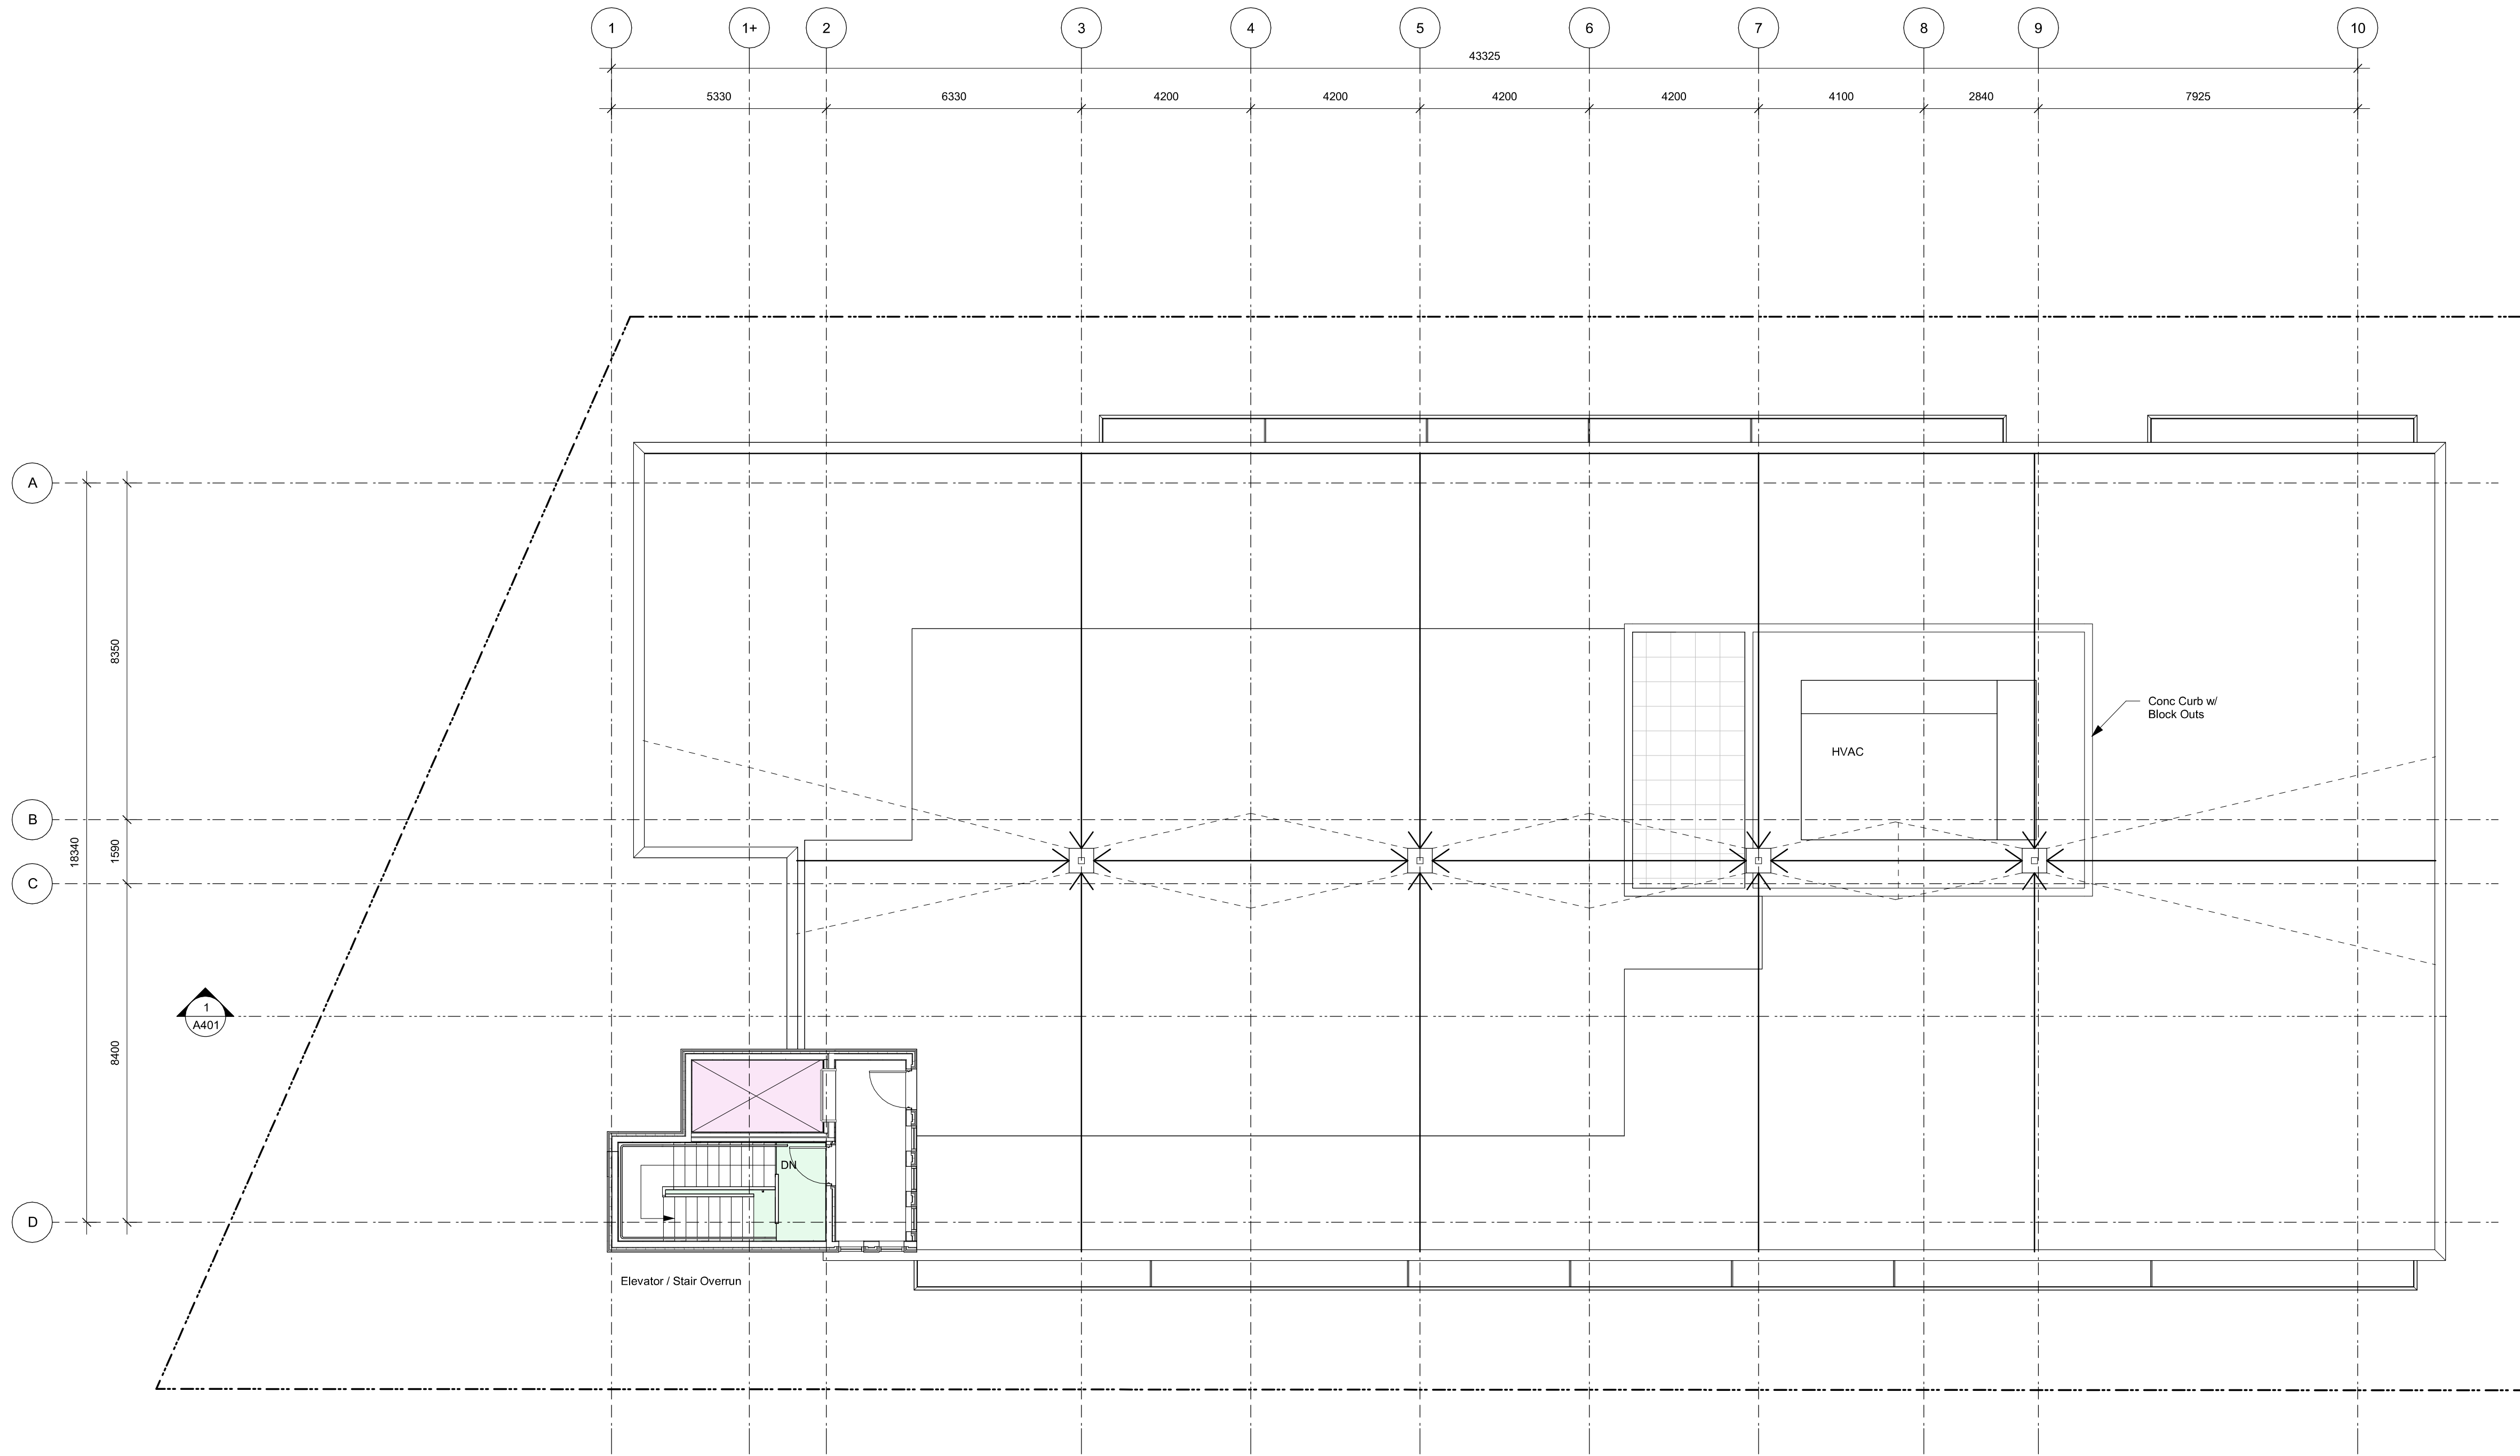 1
1+
2
3
4
5
6
7
8
9
10
43325
5330
6330
4200
4200
4200
4200
4100
2840
7925
A
8350
Conc Curb w/
Block Outs
HVAC
B
18340
1590
C
1
A401
8400
DN
D
Elevator / Stair Overrun